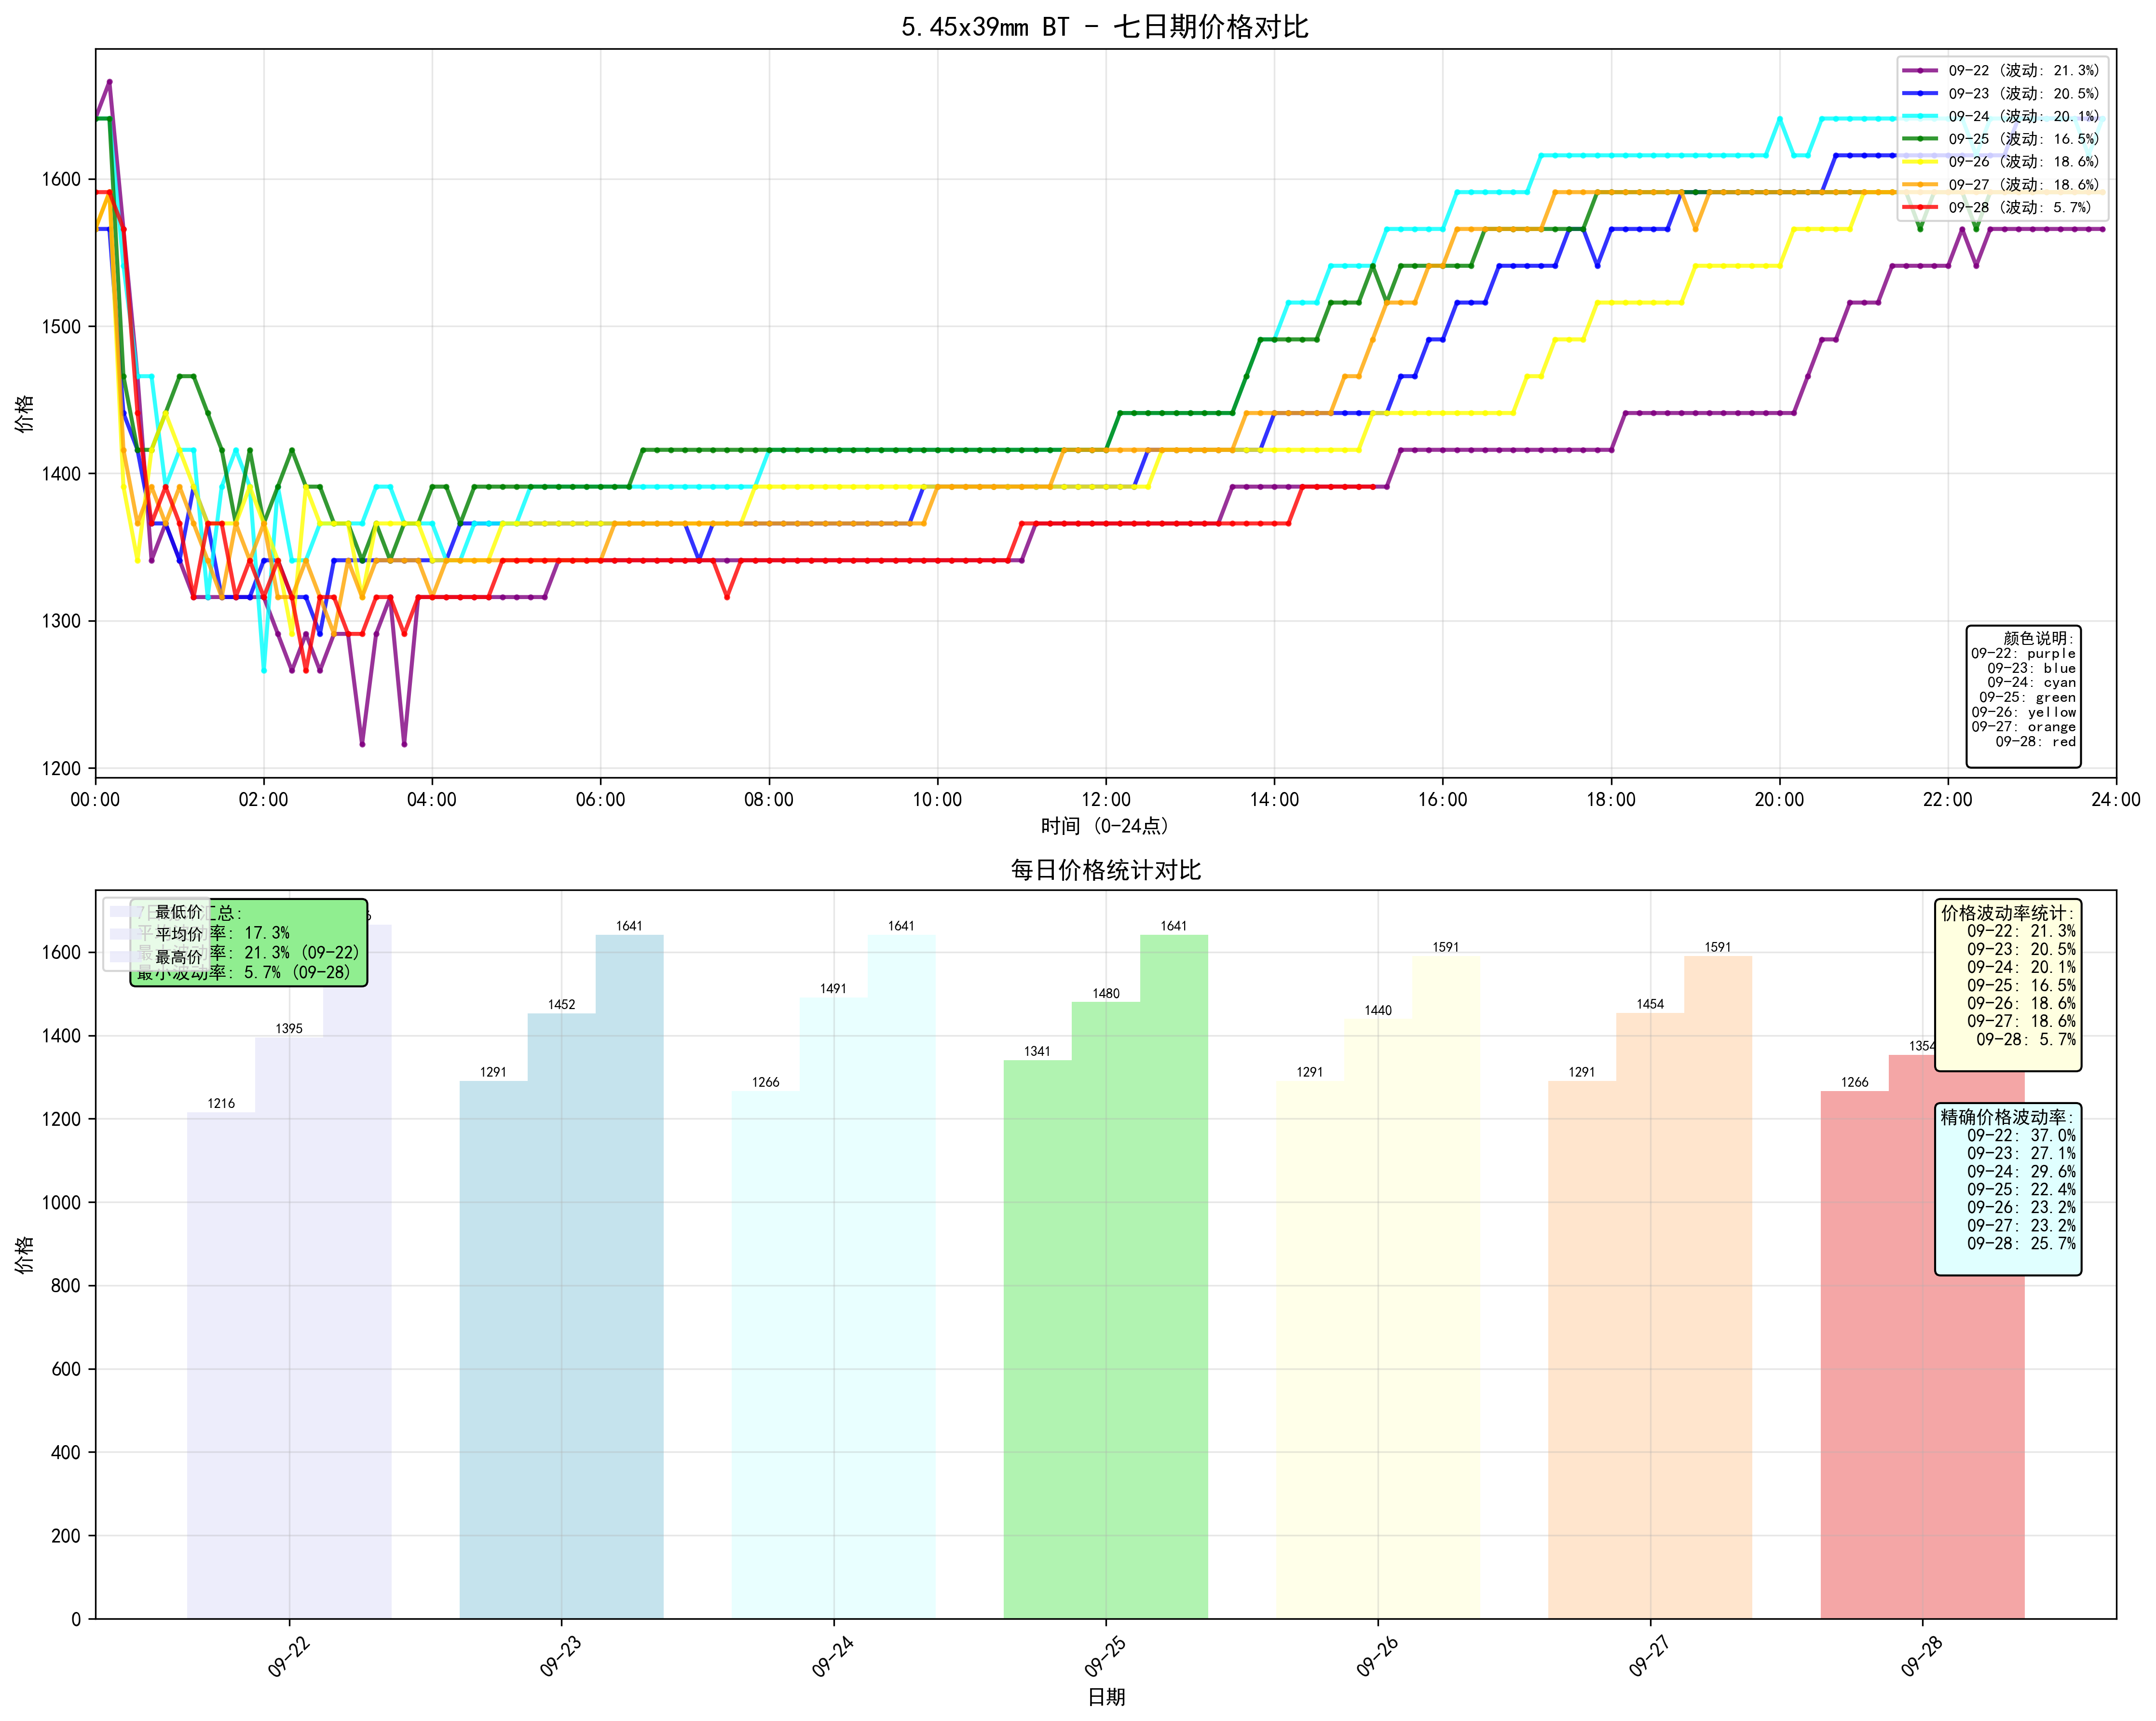 5.45x39mm BT - 七日期价格对比
09-22 (波动: 21.3%)
09-23 (波动: 20.5%)
09-24 (波动: 20.1%)
09-25 (波动: 16.5%)
09-26 (波动: 18.6%)
09-27 (波动: 18.6%)
09-28 (波动: 5.7%)
价格
1600
1500
1400
1300
1200
颜色说明:
09-22: purple
09-23: blue
09-24: cyan
09-25: green
09-26: yellow
09-27: orange
09-28: red
00:00 02:00 04:00 06:00 08:00 10:00 12:00 14:00 16:00 18:00 20:00 22:00 24:00
时间 (0-24点)
每日价格统计对比
最低价
平均价
最高价
汇总:
率: 17.3%
率: 21.3% (09-22)
最小波动率: 5.7% (09-28)
价格波动率统计:
09-22: 21.3%
09-23: 20.5%
09-24: 20.1%
09-25: 16.5%
09-26: 18.6%
09-27: 18.6%
09-28: 5.7%
精确价格波动率:
09-22: 37.0%
09-23: 27.1%
09-24: 29.6%
09-25: 22.4%
09-26: 23.2%
09-27: 23.2%
09-28: 25.7%
1216 1395
1291 1452 1641
1266 1491 1641
1341 1480 1641
1291 1440 1591
1291 1454 1591
1266 1354
价格
1600
1400
1200
1000
800
600
400
200
0
09-22 09-23 09-24 09-25 09-26 09-27 09-28
日期